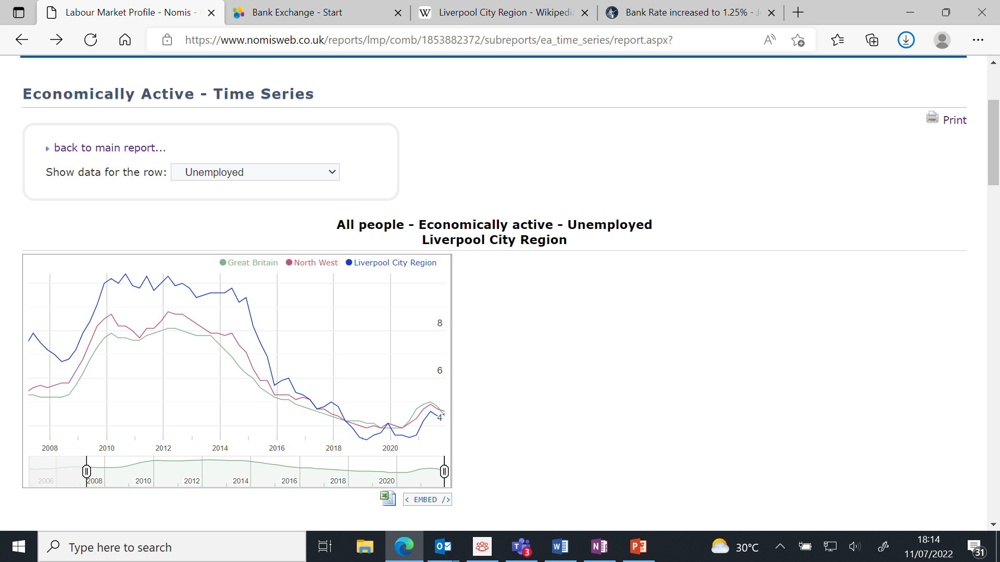 Labour Market Profile - Nomis -
Bank Exchange - Start
Liverpool City Region - Wikipedi
Bank Rate increased to 1.25% - J
https://www.nomisweb.co.uk/reports/lmp/comb/1853882372/subreports/ea_time_series/report.aspx?
Economically Active - Time Series
Print
back to main report...
Show data for the row: Unemployed
All people - Economically active - Unemployed
Liverpool City Region
Great Britain North West Liverpool City Region
8
6
4
2008 2010 2012 2014 2016 2018 2020
2006 2008 2010 2012 2014 2016 2018 2020
< EMBED />
Type here to search
3
30°C
18:14
11/07/2022
31